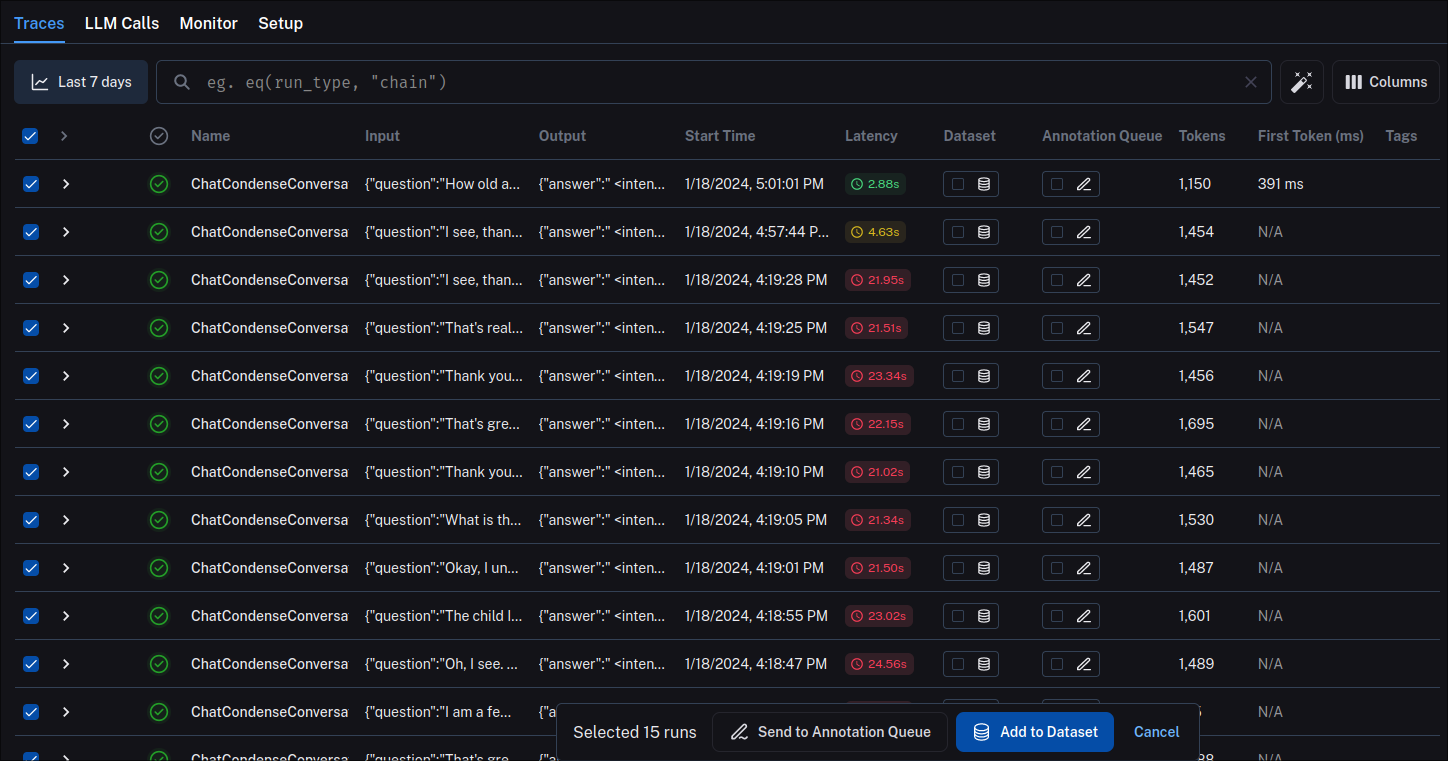 Traces LLM Calls Monitor Setup
Last 7 days eg. eq(run_type, "chain") Columns
Name Input Output Start Time Latency Dataset Annotation Queue Tokens First Token (ms) Tags
ChatCondenseConversa {"question":"How old a... {"answer":" <inten... 1/18/2024, 5:01:01 PM 2.88s 1,150 391 ms
ChatCondenseConversa {"question":"I see, than... {"answer":" <inten... 1/18/2024, 4:57:44 P... 4.63s 1,454 N/A
ChatCondenseConversa {"question":"I see, than... {"answer":" <inten... 1/18/2024, 4:19:28 PM 21.95s 1,452 N/A
ChatCondenseConversa {"question":"That's real... {"answer":" <inten... 1/18/2024, 4:19:25 PM 21.51s 1,547 N/A
ChatCondenseConversa {"question":"Thank you... {"answer":" <inten... 1/18/2024, 4:19:19 PM 23.34s 1,456 N/A
ChatCondenseConversa {"question":"That's gre... {"answer":" <inten... 1/18/2024, 4:19:16 PM 22.15s 1,695 N/A
ChatCondenseConversa {"question":"Thank you... {"answer":" <inten... 1/18/2024, 4:19:10 PM 21.02s 1,465 N/A
ChatCondenseConversa {"question":"What is th... {"answer":" <inten... 1/18/2024, 4:19:05 PM 21.34s 1,530 N/A
ChatCondenseConversa {"question":"Okay, I un... {"answer":" <inten... 1/18/2024, 4:19:01 PM 21.50s 1,487 N/A
ChatCondenseConversa {"question":"The child I... {"answer":" <inten... 1/18/2024, 4:18:55 PM 23.02s 1,601 N/A
ChatCondenseConversa {"question":"Oh, I see. ... {"answer":" <inten... 1/18/2024, 4:18:47 PM 24.56s 1,489 N/A
ChatCondenseConversa {"question":"I am a fe... {"a N/A
Selected 15 runs Send to Annotation Queue Add to Dataset Cancel
ChatCondenseConversa {"question":"That's gre... N/A